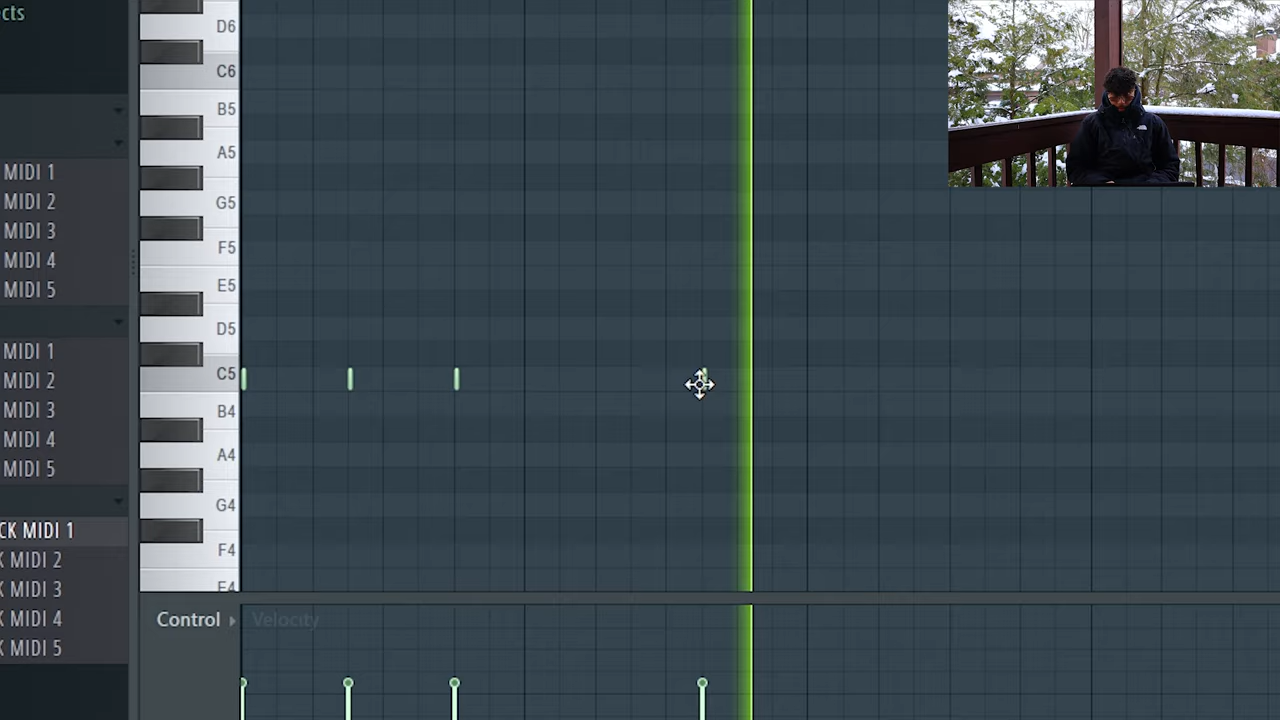 cts
MIDI 1
MIDI 2
MIDI 3
MIDI 4
MIDI 5
MIDI 1
MIDI 2
MIDI 3
MIDI 4
MIDI 5
CK MIDI 1
K MIDI 2
K MIDI 3
K MIDI 4
K MIDI 5
D6
C6
B5
A5
G5
F5
E5
D5
C5
B4
A4
G4
F4
E4
Control
Velocity